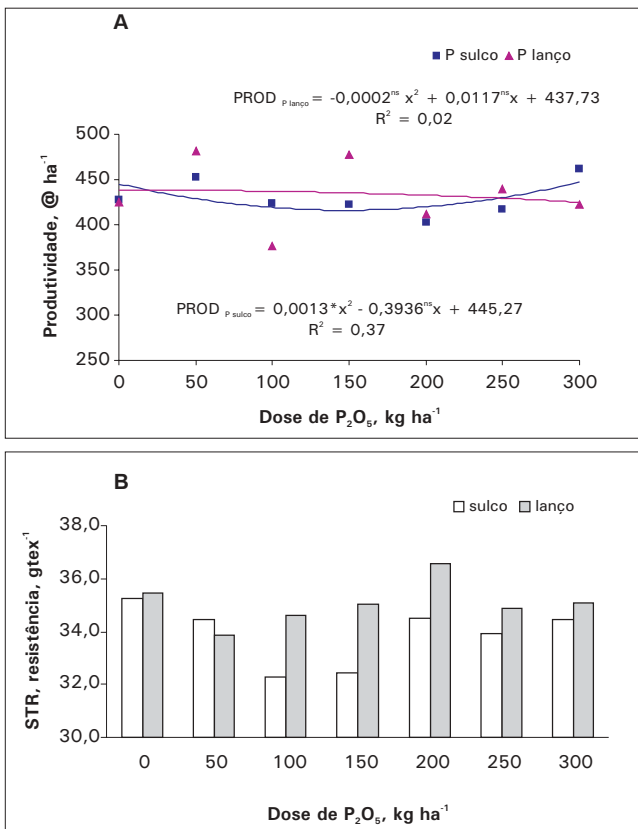 A
P sulco P lanço
PROD P lanço = -0,0002ns x2 + 0,0117nsx + 437,73
R2 = 0,02
500
450
400
350
300
250
Produtividade, @ ha-1
PROD P sulco = 0,0013*x2 - 0,3936nsx + 445,27
R2 = 0,37
0 50 100 150 200 250 300
Dose de P2O5, kg ha-1
B
sulco lanço
38,0
36,0
34,0
32,0
30,0
STR, resistência, gtex-1
0 50 100 150 200 250 300
Dose de P2O5, kg ha-1